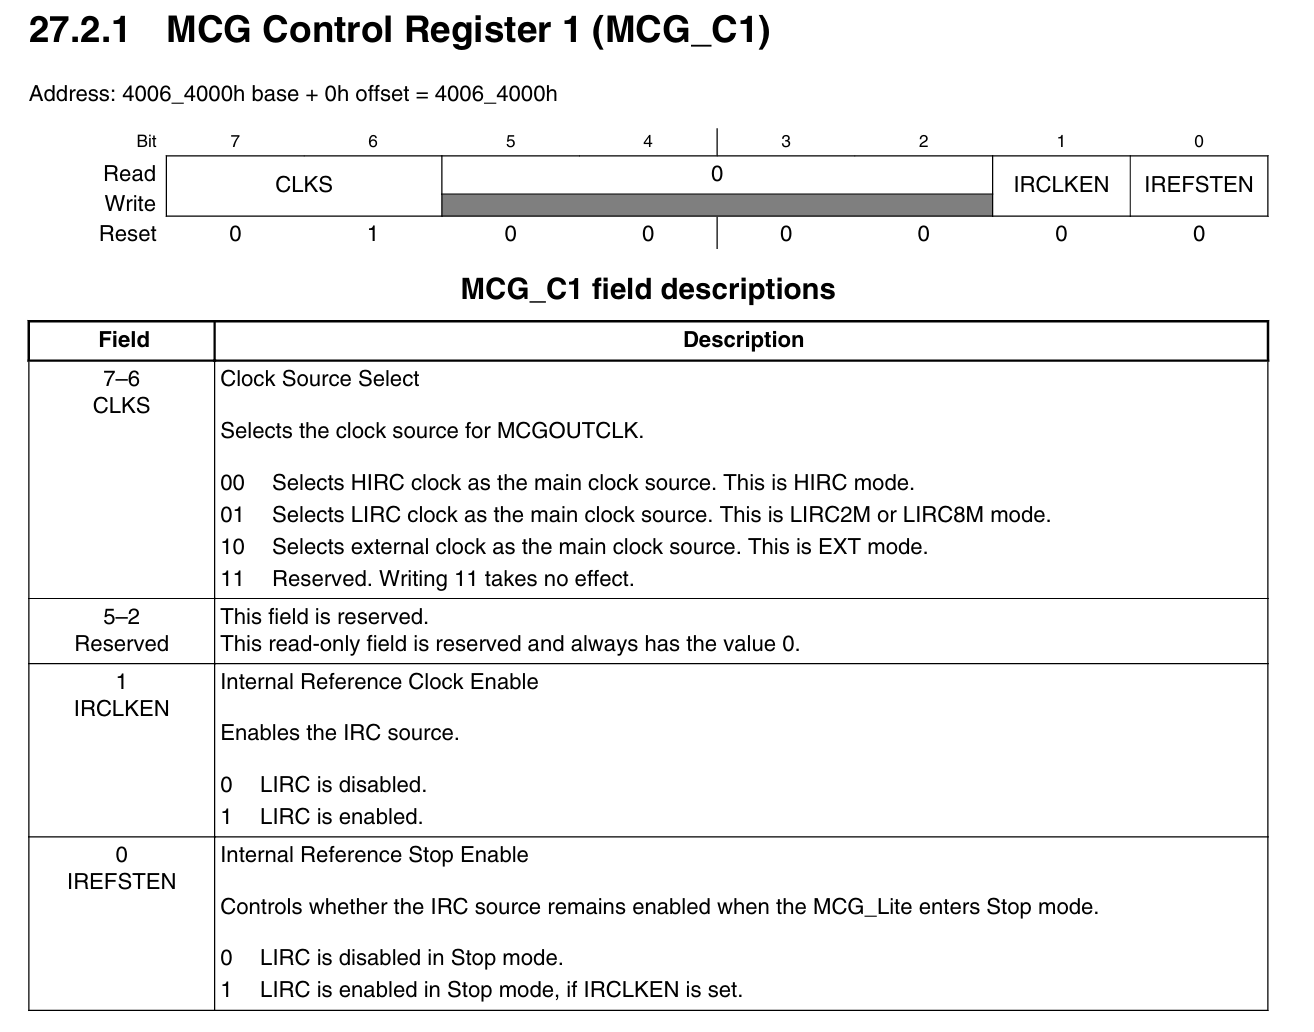 27.2.1 MCG Control Register 1 (MCG_C1)
Address: 4006_4000h base + 0h offset = 4006_4000h
Bit 7 6 5 4 3 2 1 0
Read CLKS 0 IRCLKEN IREFSTEN
Write
Reset 0 1 0 0 0 0 0 0
MCG_C1 field descriptions
Field Description
7–6 Clock Source Select
CLKS
Selects the clock source for MCGOUTCLK.
00 Selects HIRC clock as the main clock source. This is HIRC mode.
01 Selects LIRC clock as the main clock source. This is LIRC2M or LIRC8M mode.
10 Selects external clock as the main clock source. This is EXT mode.
11 Reserved. Writing 11 takes no effect.
5–2 This field is reserved.
Reserved This read-only field is reserved and always has the value 0.
1 Internal Reference Clock Enable
IRCLKEN
Enables the IRC source.
0 LIRC is disabled.
1 LIRC is enabled.
0 Internal Reference Stop Enable
IREFSTEN
Controls whether the IRC source remains enabled when the MCG_Lite enters Stop mode.
0 LIRC is disabled in Stop mode.
1 LIRC is enabled in Stop mode, if IRCLKEN is set.